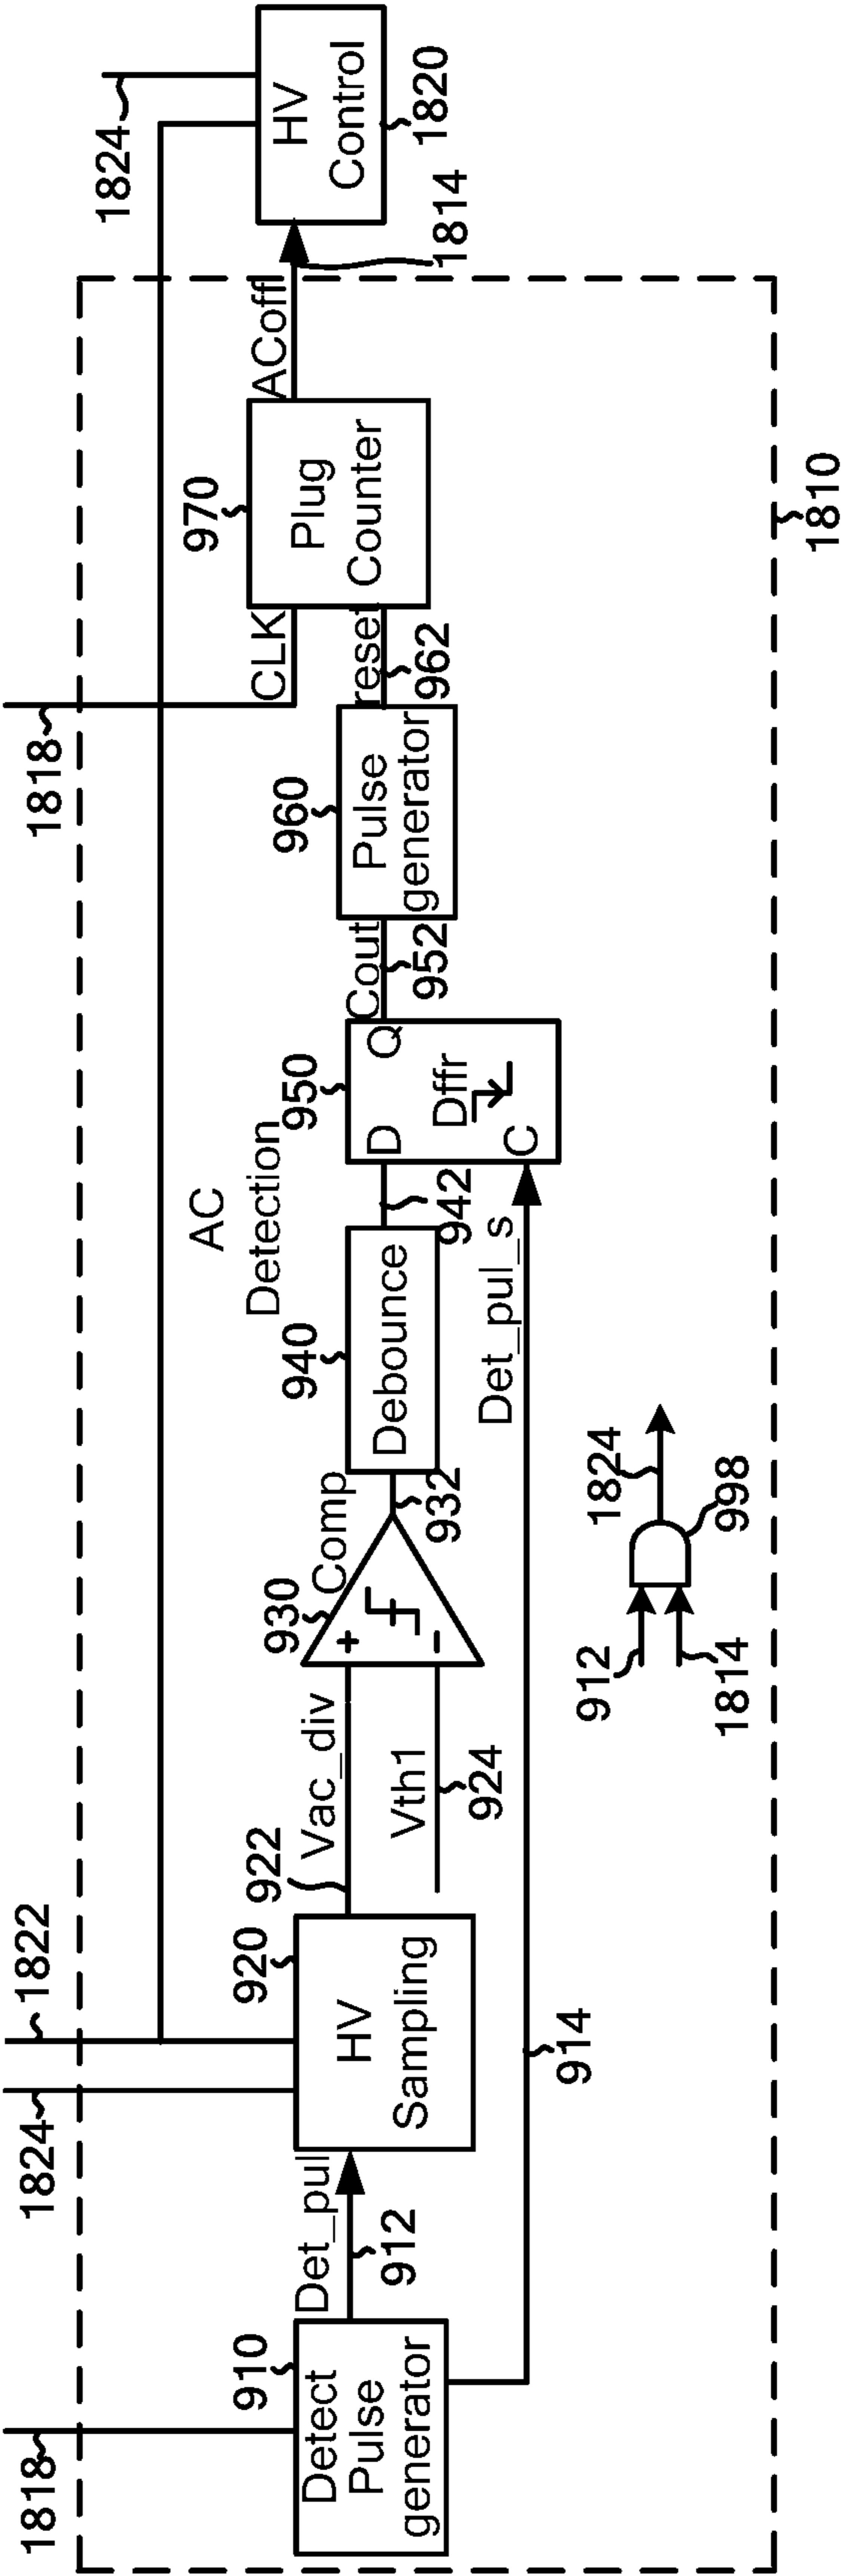 1818
1824
1822
1818
1824
910
Detect
Pulse
generator
Det_pul
912
920
HV
Sampling
922
Vac_div
Vth1
924
930
Comp
932
940
Debounce
942
AC
Detection
950
D
Q
Dffr
C
Cout
952
960
Pulse
generator
reset
962
CLK
970
Plug
Counter
ACoff
1814
HV
Control
1820
914
Det_pul_s
912
1814
1824
998
1810